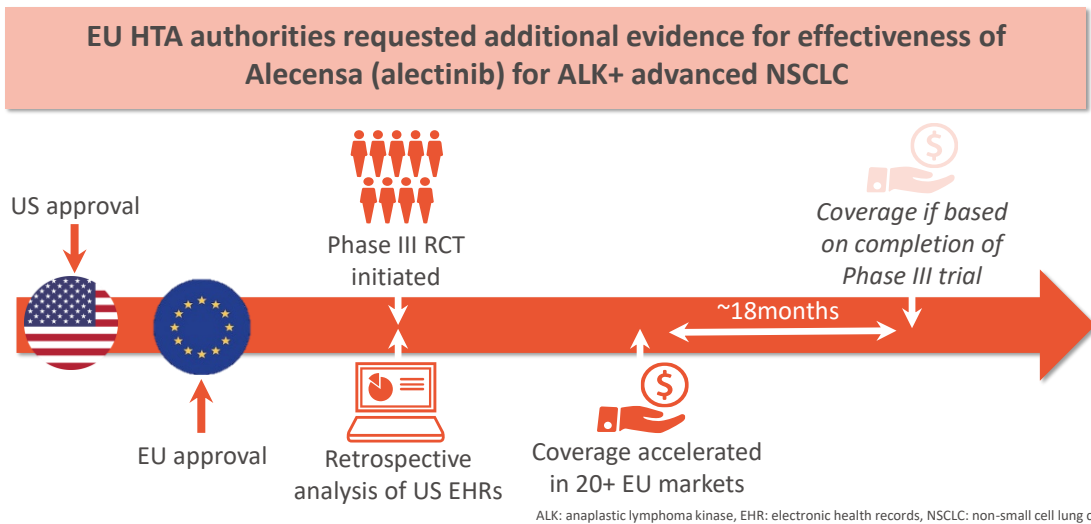 EU HTA authorities requested additional evidence for effectiveness of
Alecensa (alectinib) for ALK+ advanced NSCLC
US approval
Phase III RCT
initiated
$
Coverage if based
on completion of
Phase III trial
~18months
EU approval
Retrospective
analysis of US EHRs
$
Coverage accelerated
in 20+ EU markets
ALK: anaplastic lymphoma kinase, EHR: electronic health records, NSCLC: non-small cell lung c